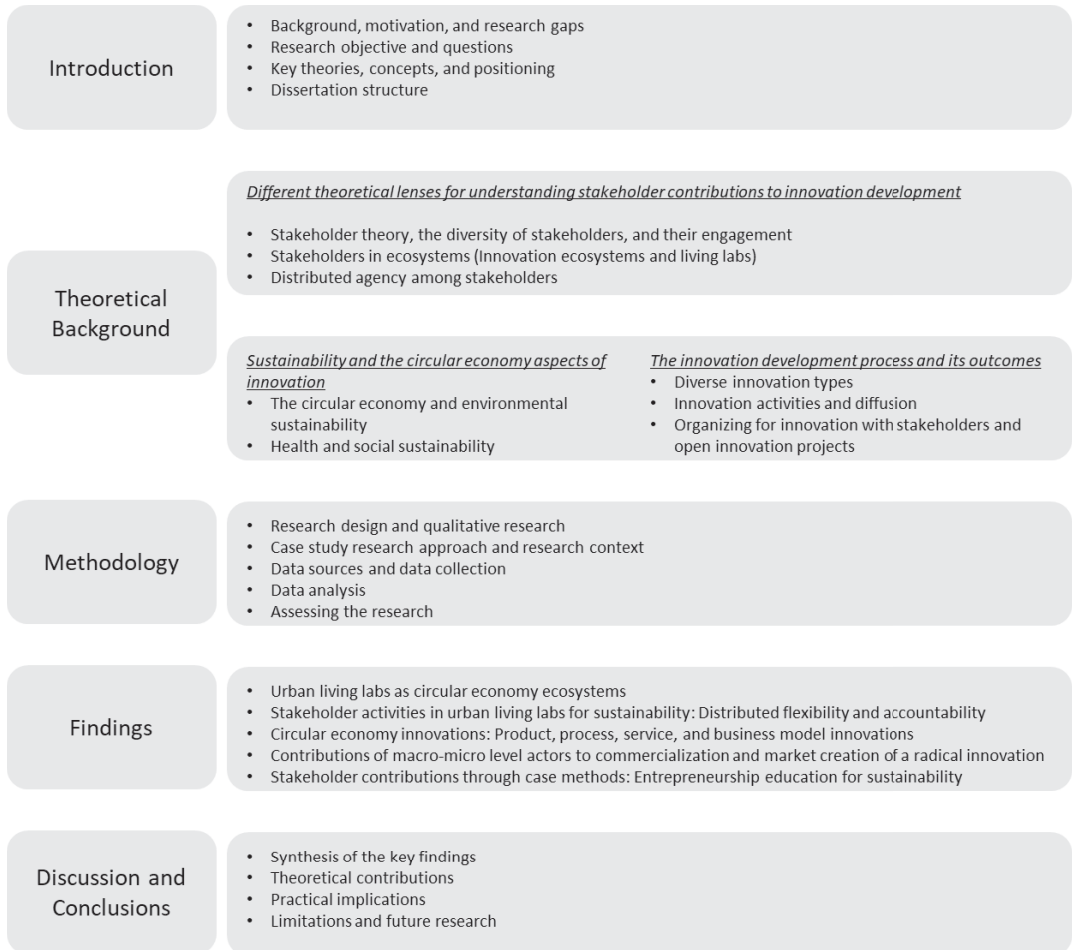 Introduction
• Background, motivation, and research gaps
• Research objective and questions
• Key theories, concepts, and positioning
• Dissertation structure
Theoretical
Background
Different theoretical lenses for understanding stakeholder contributions to innovation development
• Stakeholder theory, the diversity of stakeholders, and their engagement
• Stakeholders in ecosystems (Innovation ecosystems and living labs)
• Distributed agency among stakeholders
Sustainability and the circular economy aspects of
innovation
• The circular economy and environmental
sustainability
• Health and social sustainability
The innovation development process and its outcomes
• Diverse innovation types
• Innovation activities and diffusion
• Organizing for innovation with stakeholders and
open innovation projects
Methodology
• Research design and qualitative research
• Case study research approach and research context
• Data sources and data collection
• Data analysis
• Assessing the research
Findings
• Urban living labs as circular economy ecosystems
• Stakeholder activities in urban living labs for sustainability: Distributed flexibility and accountability
• Circular economy innovations: Product, process, service, and business model innovations
• Contributions of macro-micro level actors to commercialization and market creation of a radical innovation
• Stakeholder contributions through case methods: Entrepreneurship education for sustainability
Discussion and
Conclusions
• Synthesis of the key findings
• Theoretical contributions
• Practical implications
• Limitations and future research